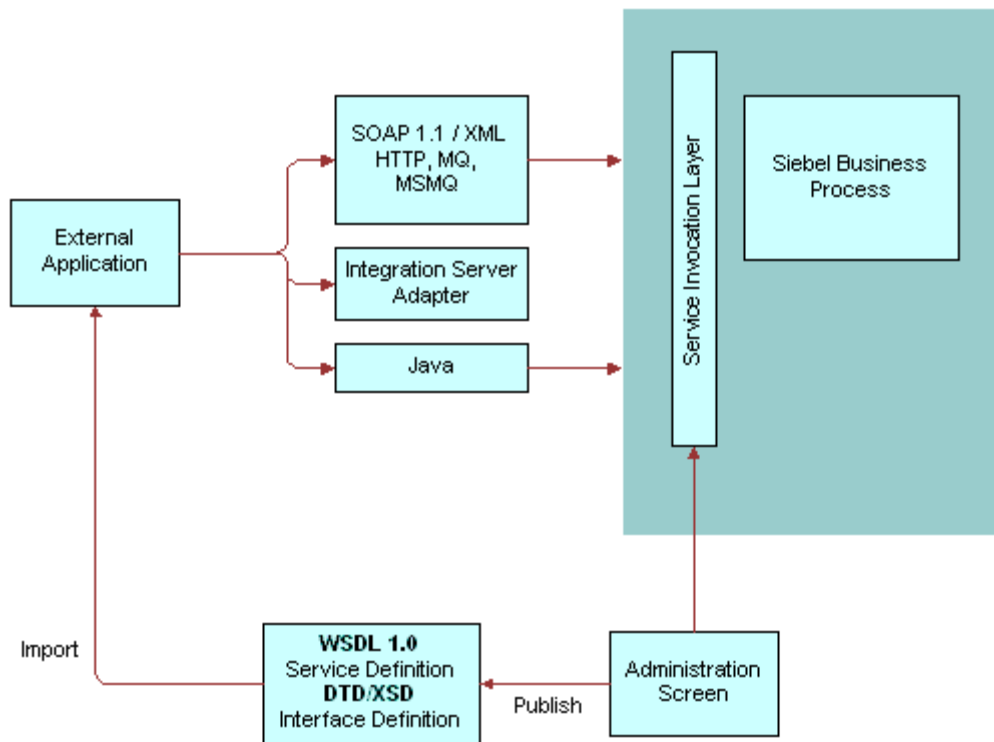 SOAP 1.1 / XML
HTTP, MQ,
MSMQ
External
Application
Integration Server
Adapter
Java
Service Invocation Layer
Siebel Business
Process
Import
WSDL 1.0
Service Definition
DTD/XSD
Interface Definition
Publish
Administration
Screen